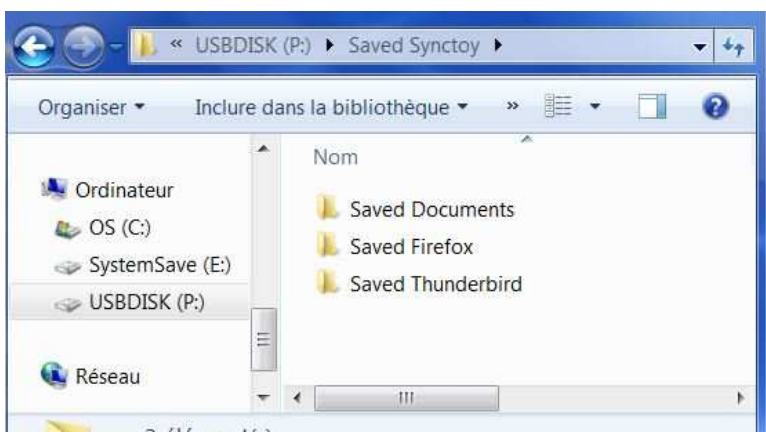 « USBDISK (P:) ▸ Saved Synctoy ▸
Organiser ▾ Inclure dans la bibliothèque ▾ »
Nom
Ordinateur
OS (C:)
SystemSave (E:)
USBDISK (P:)
Réseau
Saved Documents
Saved Firefox
Saved Thunderbird